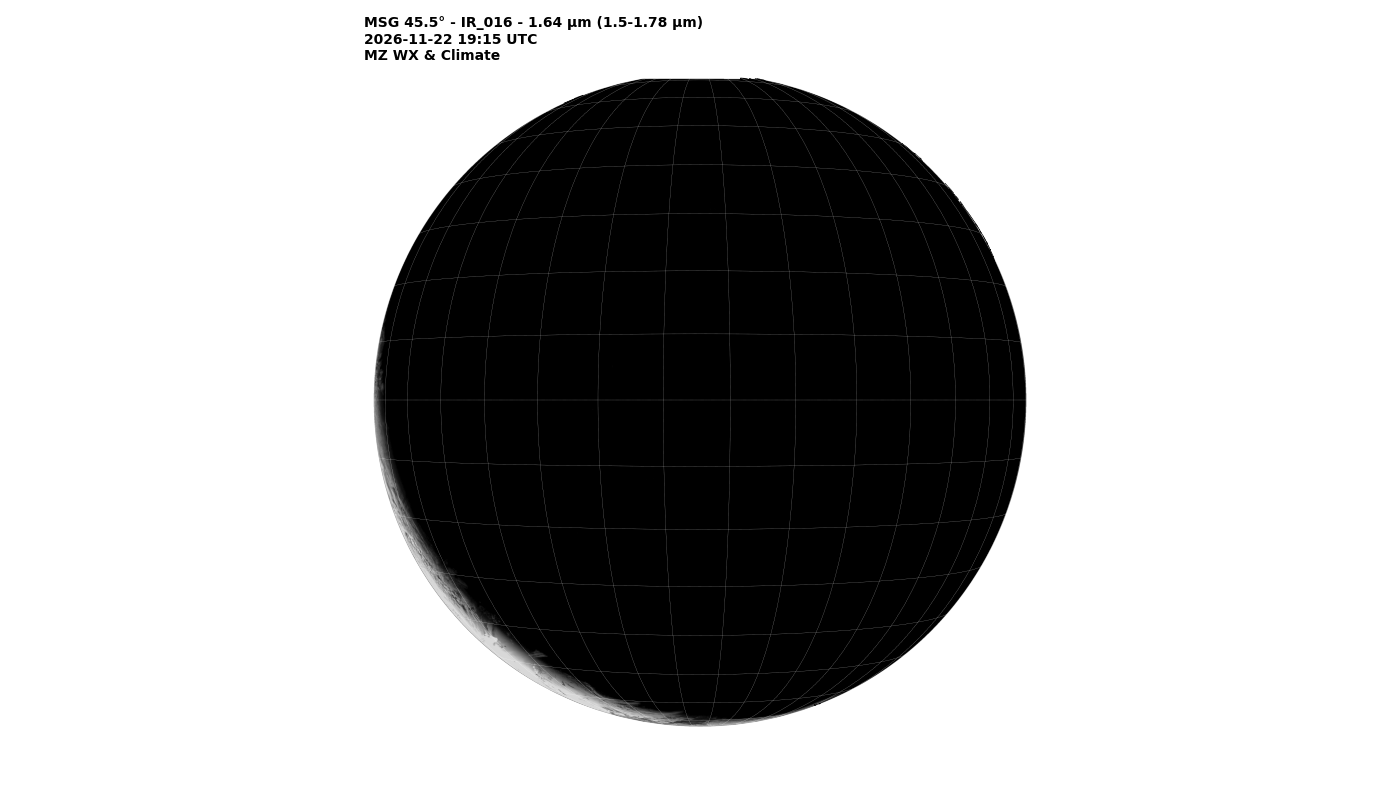 MSG 45.5° - IR_016 - 1.64 µm (1.5-1.78 µm)
2026-11-22 19:15 UTC
MZ WX & Climate